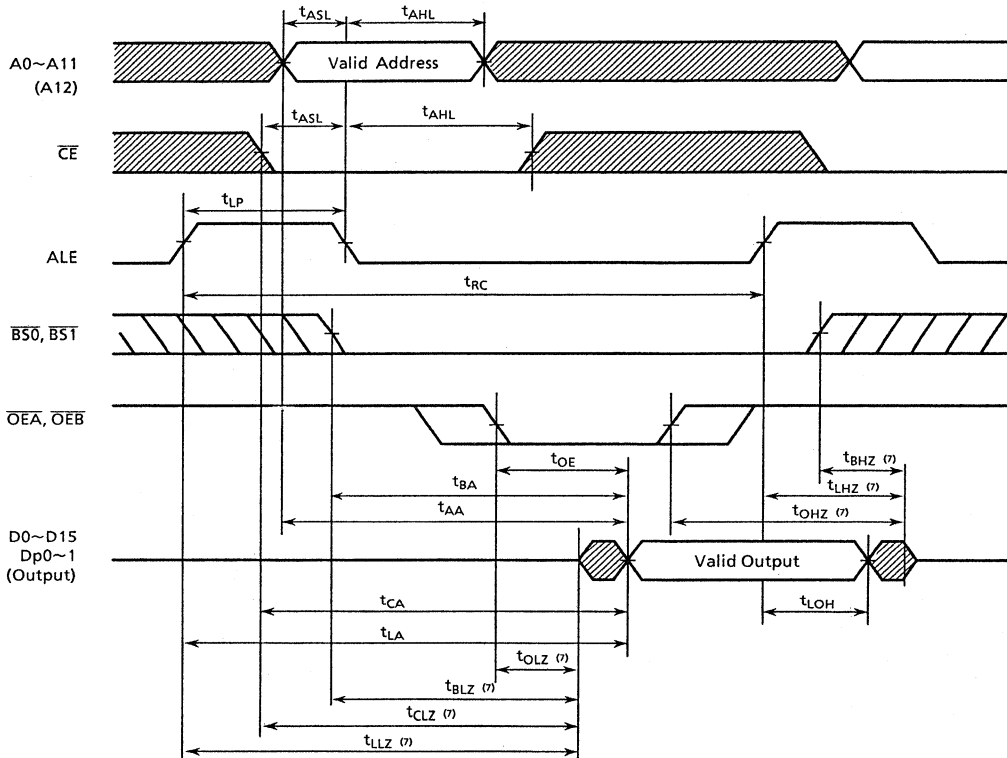 tASL
tAHL
A0~A11
(A12)
Valid Address
tASL
tAHL
CE
tLP
ALE
tRC
BS0, BS1
OEA, OEB
tOE
tBHZ (7)
tBA
tLHZ (7)
tAA
tOHZ (7)
D0~D15
Dp0~1
(Output)
Valid Output
tCA
tLOH
tLA
tOLZ (7)
tBLZ (7)
tCLZ (7)
tLLZ (7)